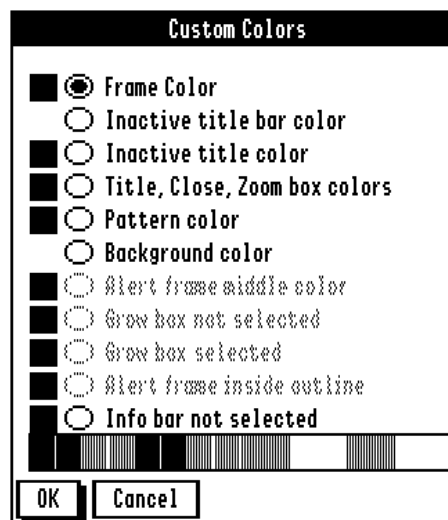 Custom Colors
Frame Color
Inactive title bar color
Inactive title color
Title, Close, Zoom box colors
Pattern color
Background color
Alert frame middle color
Grow box not selected
Grow box selected
Alert frame inside outline
Info bar not selected
OK
Cancel